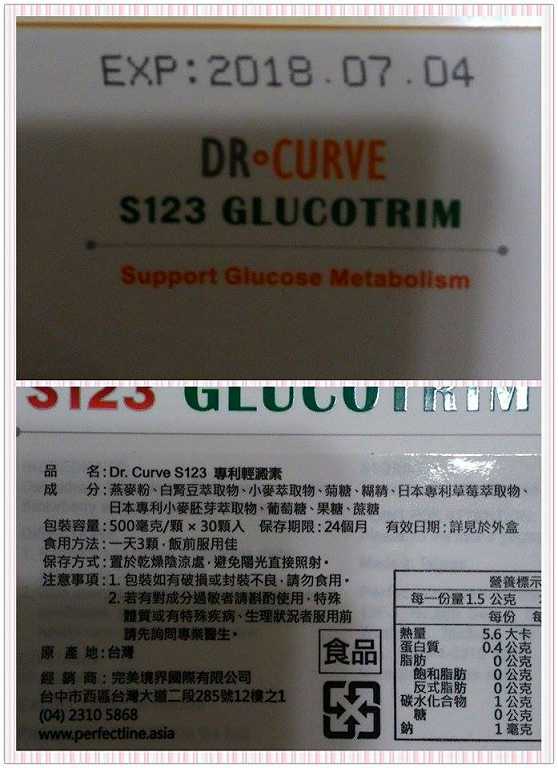 EXP:2018.07.04
DR·CURVE
S123 GLUCOTRIM
Support Glucose Metabolism
S123 GLUCOTRIM
品 名:Dr. Curve S123 專利輕澱素
成 分:燕麥粉、白腎豆萃取物、小麥萃取物、菊糖、糊精、日本專利草莓萃取物、
日本專利小麥胚芽萃取物、葡萄糖、果糖、蔗糖
包裝容量:500毫克/顆×30顆入 保存期限:24個月 有效日期:詳見於外盒
食用方法:一天3顆,飯前服用佳
保存方式:置於乾燥陰涼處,避免陽光直接照射。
注意事項:1. 包裝如有破損或封裝不良,請勿食用。
2. 若有對成分過敏者請斟酌使用,特殊
體質或有特殊疾病、生理狀況者服用前
請先詢問專業醫生。
原 產 地:台灣
經 銷 商:完美境界國際有限公司
台中市西區台灣大道二段285號12樓之1
(04) 2310 5868
www.perfectline.asia
食品
營養標示
每一份量1.5 公克
每份
熱量 5.6 大卡
蛋白質 0.4 公克
脂肪 0 公克
飽和脂肪 0 公克
反式脂肪 0 公克
碳水化合物 1 公克
糖 0 公克
鈉 1 毫克